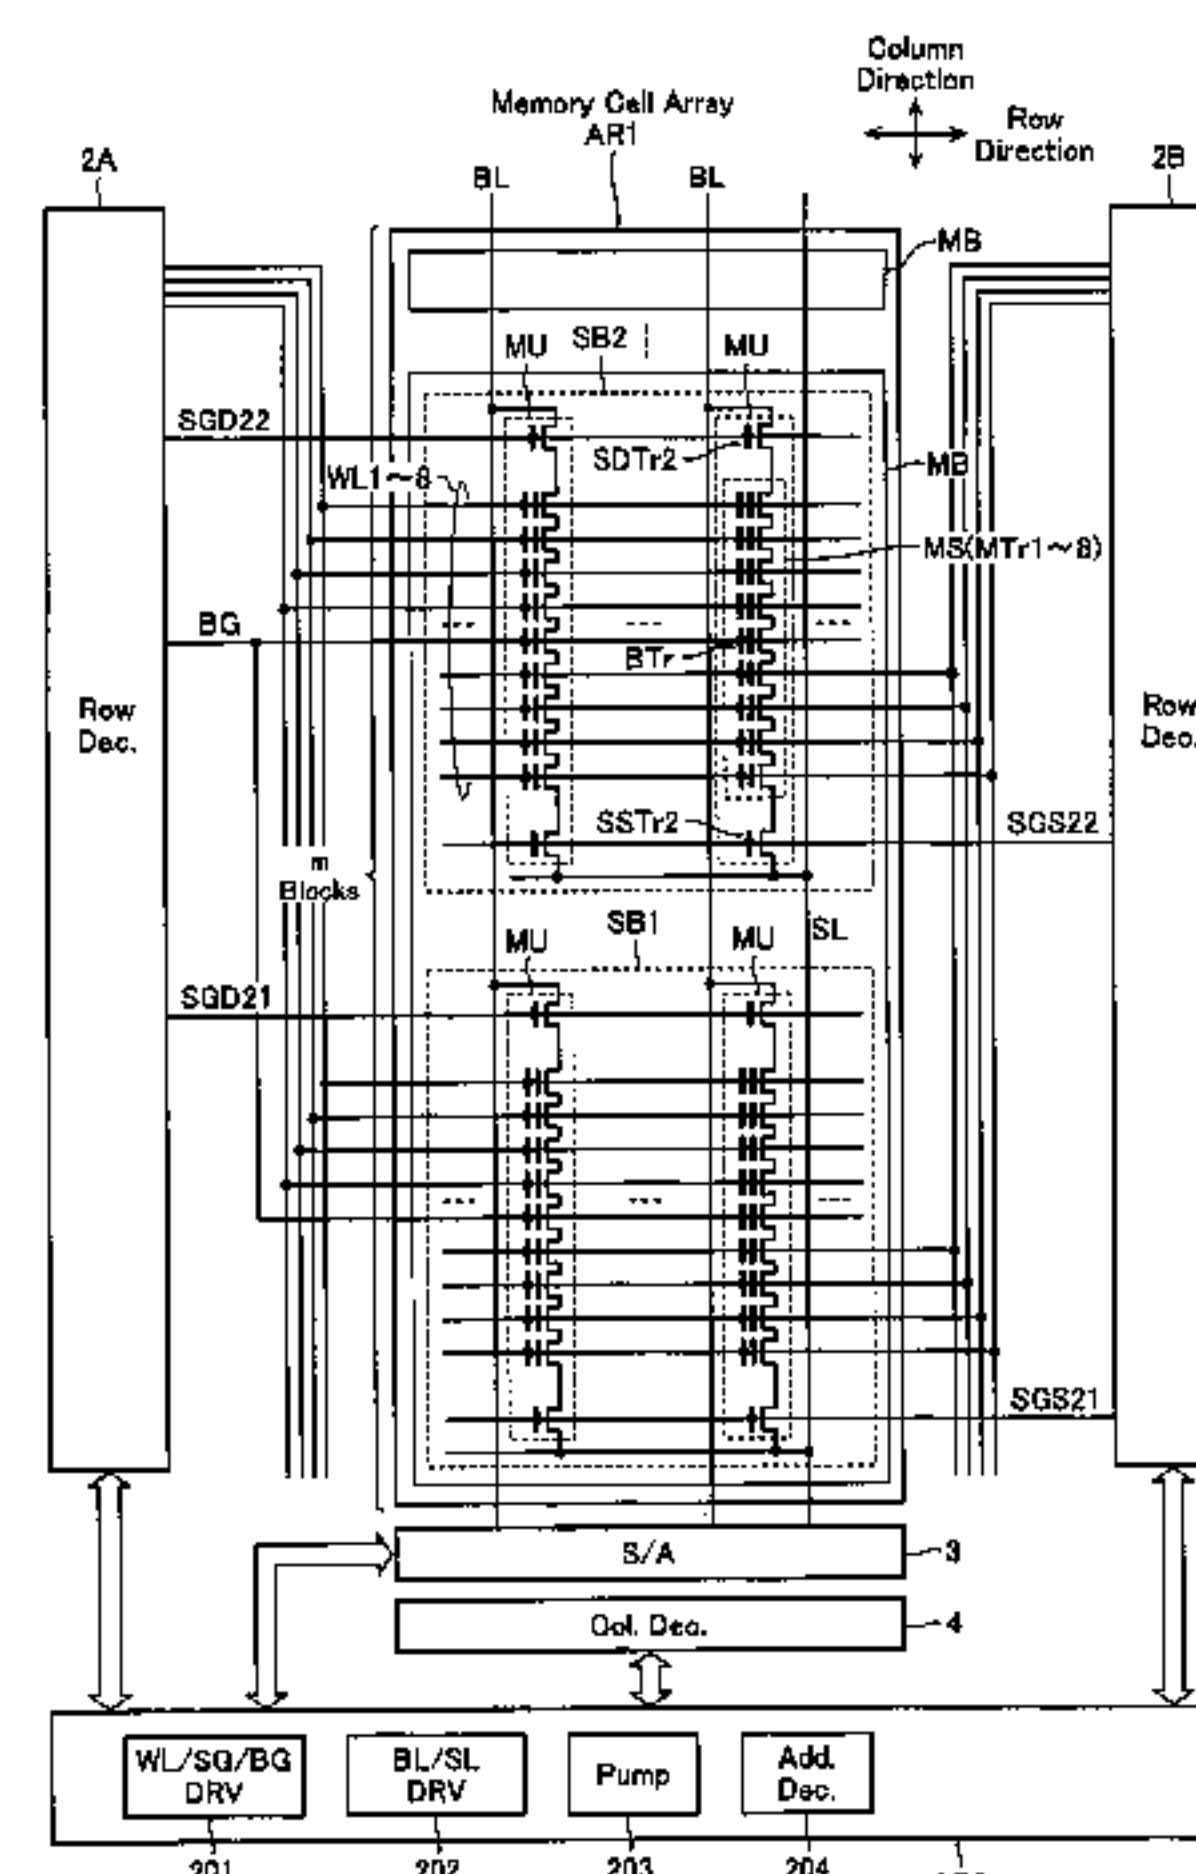 Column
Direction
Row
Direction
Memory Cell Array
AR1
2A
2B
BL
BL
MB
MU
SB2
MU
SGD22
SDTr2
WL1~8
MB
MS(MTr1~8)
BG
BTr
Row
Dec.
Row
Dec.
SSTr2
SGS22
m
Blocks
SB1
MU
MU
SL
SGD21
SGS21
S/A
3
Col. Dec.
4
WL/SG/BG
DRV
BL/SL
DRV
Pump
Add.
Dec.
201
202
203
204